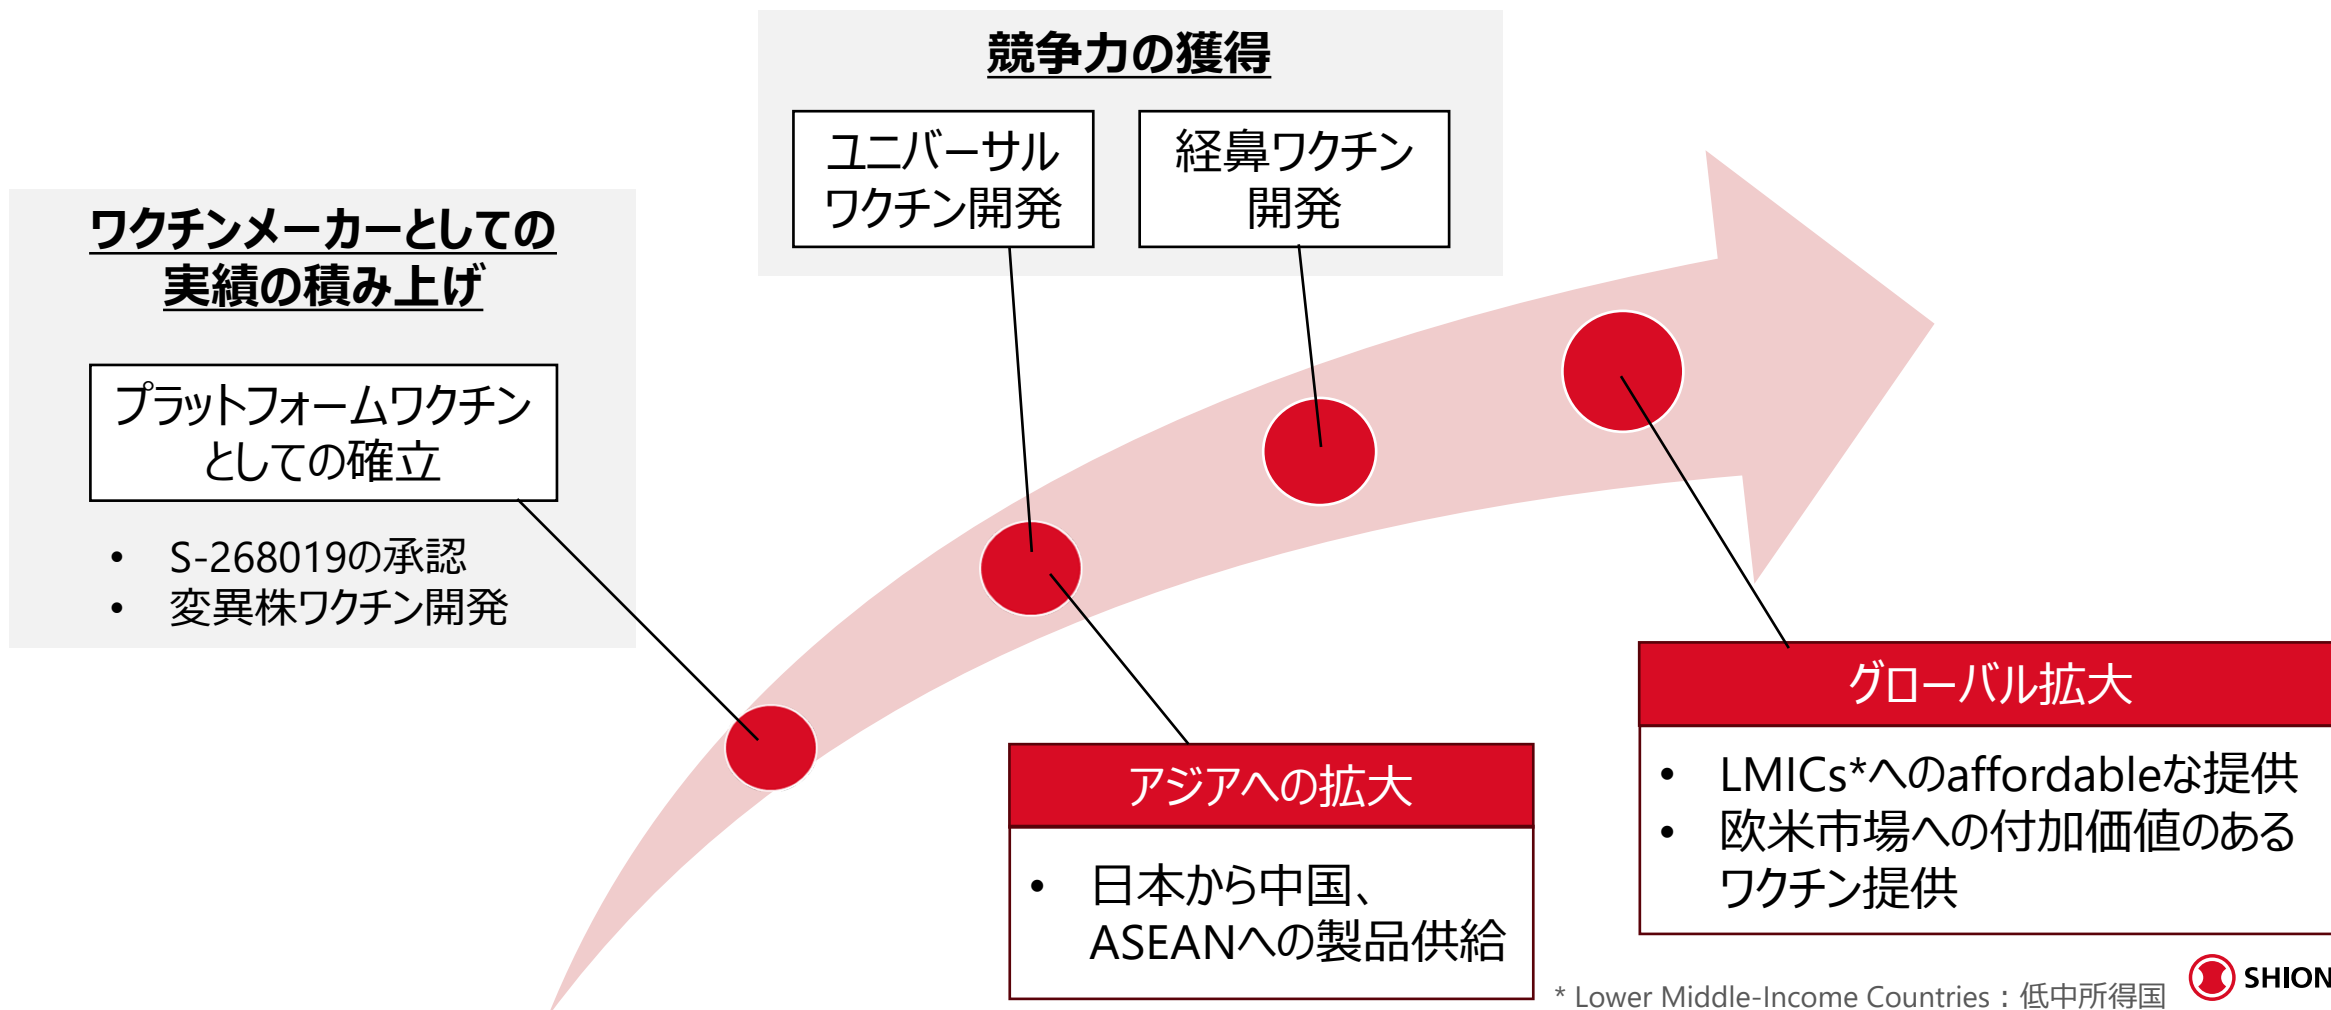 競争力の獲得
ユニバーサル
ワクチン開発
経鼻ワクチン
開発
ワクチンメーカーとしての
実績の積み上げ
プラットフォームワクチン
としての確立
• S-268019の承認
• 変異株ワクチン開発
アジアへの拡大
• 日本から中国、
ASEANへの製品供給
グローバル拡大
• LMICs*へのaffordableな提供
• 欧米市場への付加価値のある
ワクチン提供
* Lower Middle-Income Countries：低中所得国
SHION